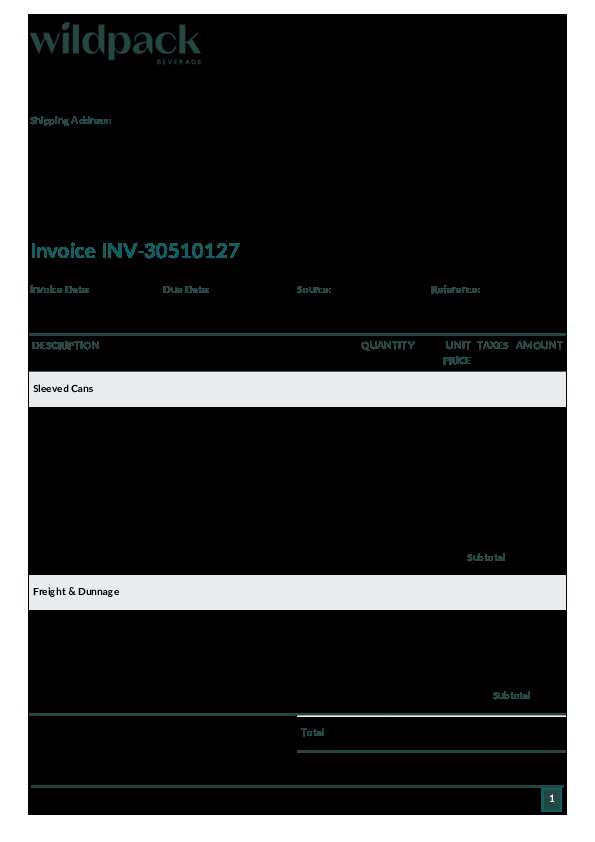 wildpack
BEVERAGE
Shipping Address:
Invoice INV-30510127
Invoice Date: Due Date: Source: Reference:
DESCRIPTION QUANTITY UNIT PRICE TAXES AMOUNT
Sleeved Cans
Subtotal
Freight & Dunnage
Subtotal
Total
1